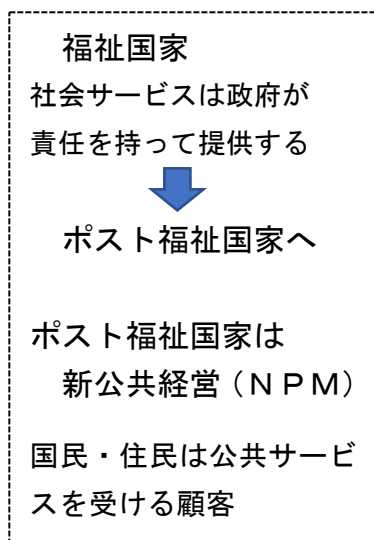 福祉国家
社会サービスは政府が
責任を持って提供する
ポスト福祉国家へ
ポスト福祉国家は
新公共経営（ＮＰＭ）
国民・住民は公共サービ
スを受ける顧客